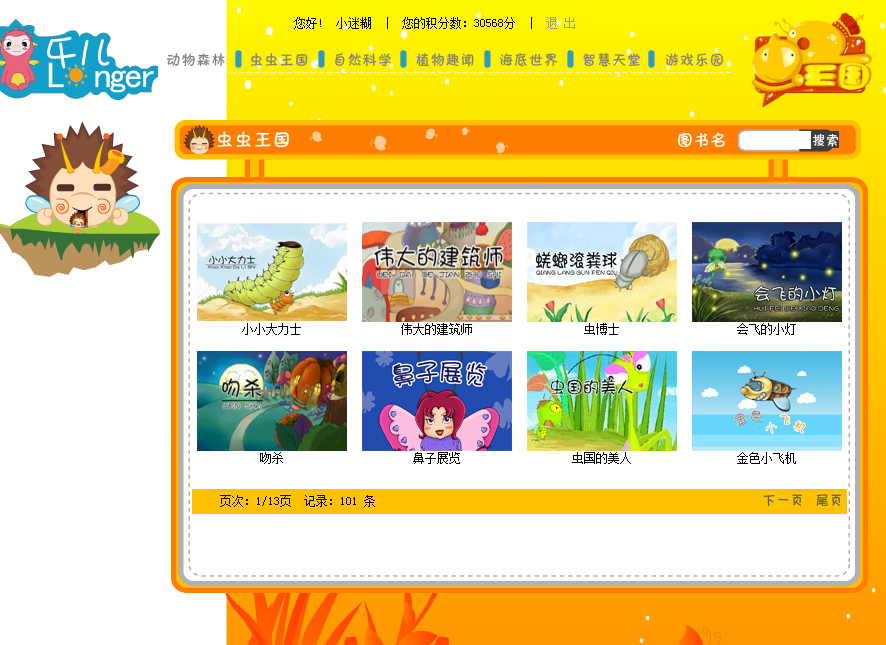 您好! 小迷糊 | 您的积分数: 30568分 | 退 出
乐儿
Longer
动物森林 虫虫王国 自然科学 植物趣闻 海底世界 智慧天堂 游戏乐园
王国
虫虫王国 图书名 搜索
小小大力士
伟大的建筑师
BEI DA DE JIAN ZHU SHI
蜣螂滚粪球
QIANG LANG GUN FEN QIU
会飞的小灯
HUI FEI DE XIAO DENG
小小大力士 伟大的建筑师 虫博士 会飞的小灯
吻杀
WEN SHA
鼻子展览
虫国的美人
金色小飞机
吻杀 鼻子展览 虫国的美人 金色小飞机
页次: 1/13页 记录: 101 条 下一页 尾页